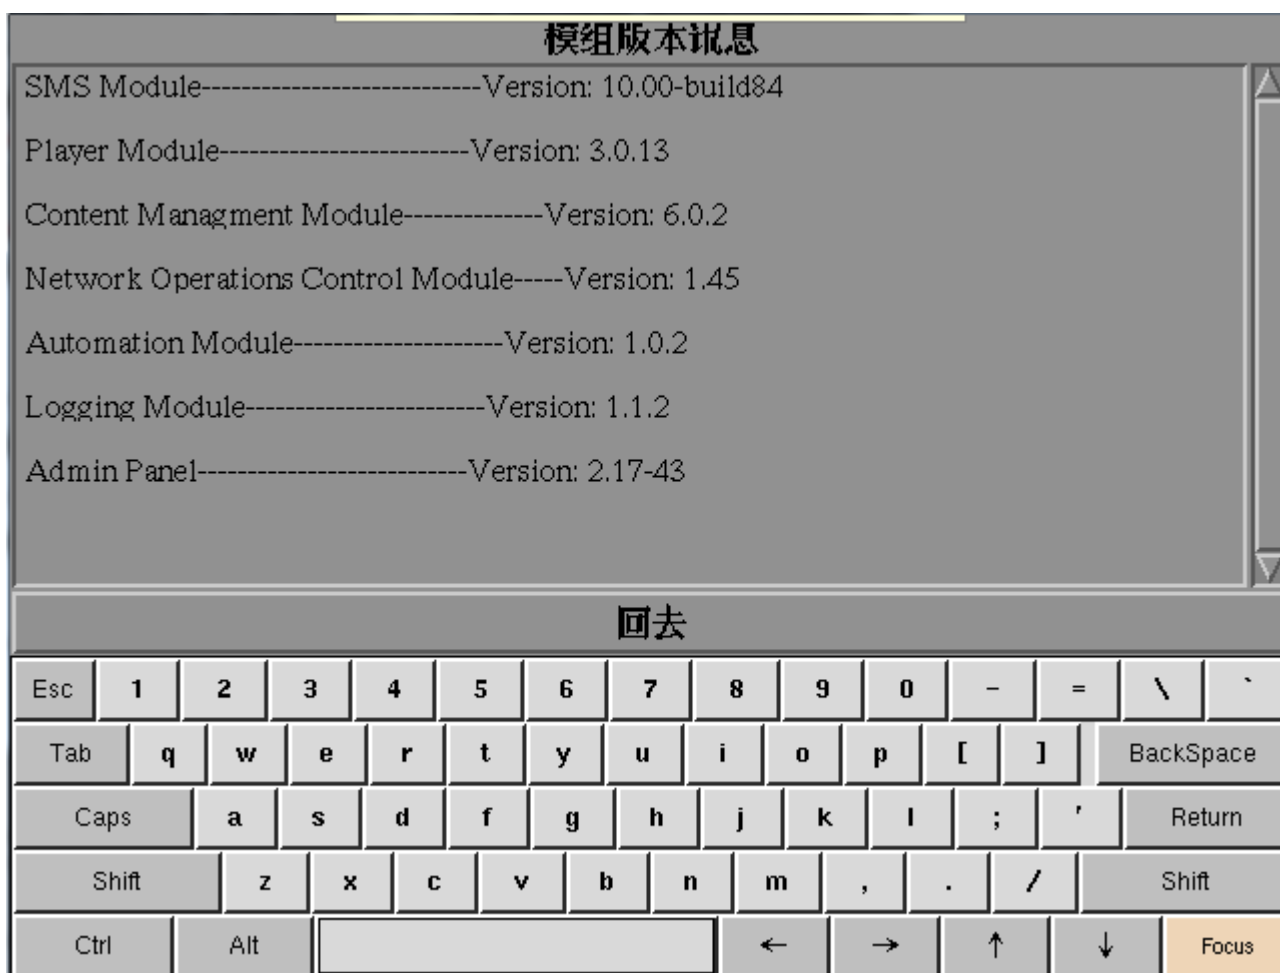 模组版本讯息
SMS Module----------------------------Version: 10.00-build84
Player Module-------------------------Version: 3.0.13
Content Managment Module--------------Version: 6.0.2
Network Operations Control Module-----Version: 1.45
Automation Module---------------------Version: 1.0.2
Logging Module------------------------Version: 1.1.2
Admin Panel---------------------------Version: 2.17-43
回去
Esc 1 2 3 4 5 6 7 8 9 0 - = \ `
Tab q w e r t y u i o p [ ] BackSpace
Caps a s d f g h j k l ; ' Return
Shift z x c v b n m , . / Shift
Ctrl Alt ← → ↑ ↓ Focus